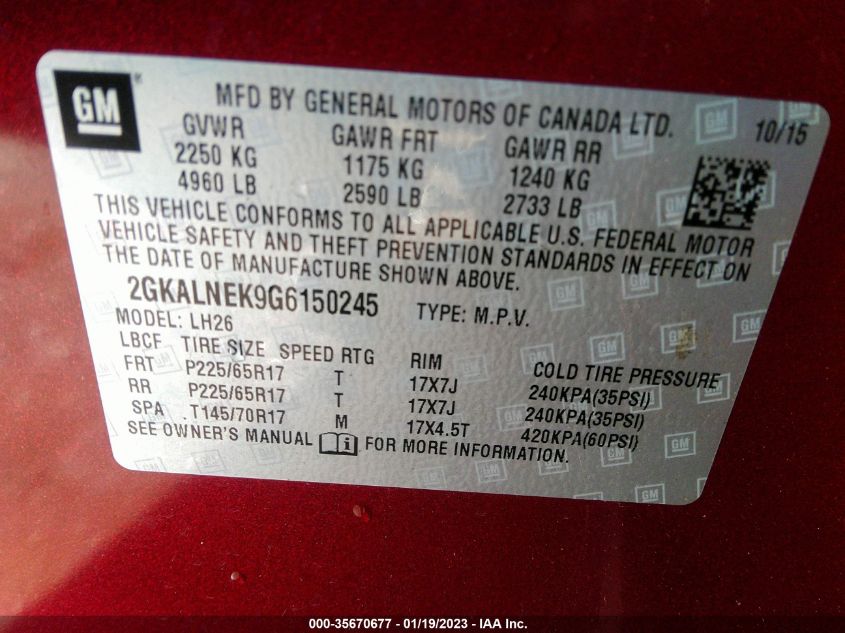 GM
MFD BY GENERAL MOTORS OF CANADA LTD.
10/15
GVWR GAWR FRT GAWR RR
2250 KG 1175 KG 1240 KG
4960 LB 2590 LB 2733 LB
THIS VEHICLE CONFORMS TO ALL APPLICABLE U.S. FEDERAL MOTOR
VEHICLE SAFETY AND THEFT PREVENTION STANDARDS IN EFFECT ON
THE DATE OF MANUFACTURE SHOWN ABOVE.
2GKALNEK9G6150245 TYPE: M.P.V.
MODEL: LH26
LBCF TIRE SIZE SPEED RTG RIM COLD TIRE PRESSURE
FRT P225/65R17 T 17X7J 240KPA(35PSI)
RR P225/65R17 T 17X7J 240KPA(35PSI)
SPA T145/70R17 M 17X4.5T 420KPA(60PSI)
SEE OWNER'S MANUAL i FOR MORE INFORMATION.
000-35670677 - 01/19/2023 - IAA Inc.